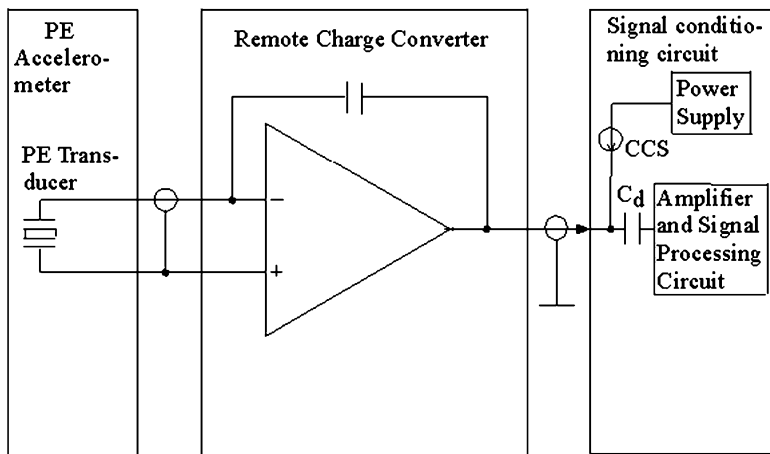 PE
Accelero-
meter
PE Trans-
ducer
Remote Charge Converter
−
+
Signal conditio-
ning circuit
Power
Supply
CCS
Cd
Amplifier
and Signal
Processing
Circuit